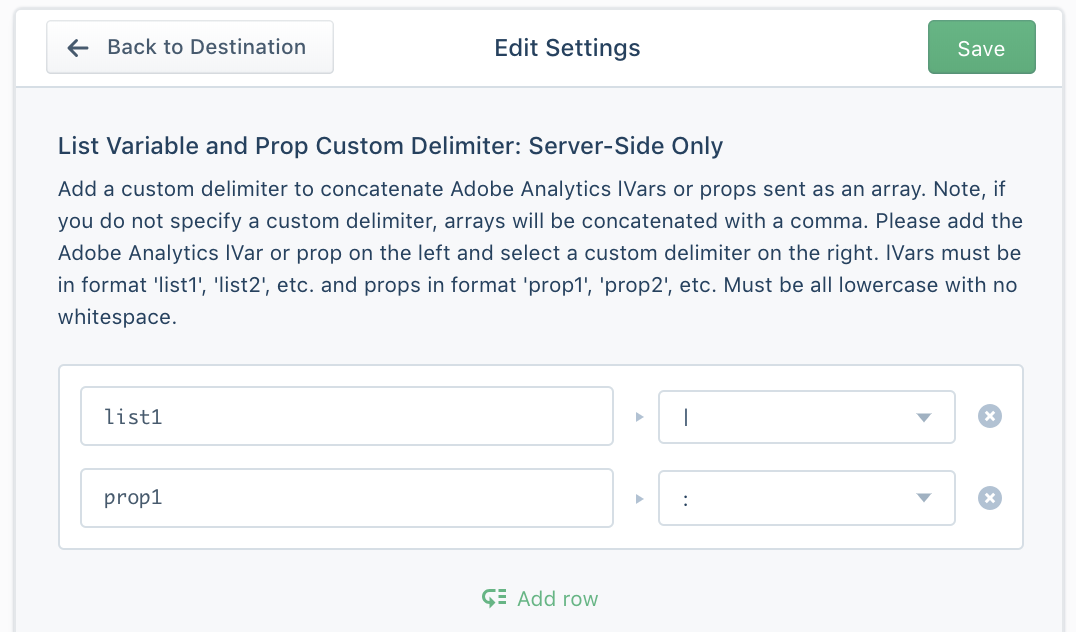 Back to Destination
Edit Settings
Save
List Variable and Prop Custom Delimiter: Server-Side Only
Add a custom delimiter to concatenate Adobe Analytics lVars or props sent as an array. Note, if
you do not specify a custom delimiter, arrays will be concatenated with a comma. Please add the
Adobe Analytics lVar or prop on the left and select a custom delimiter on the right. lVars must be
in format 'list1', 'list2', etc. and props in format 'prop1', 'prop2', etc. Must be all lowercase with no
whitespace.
list1
|
prop1
:
Add row